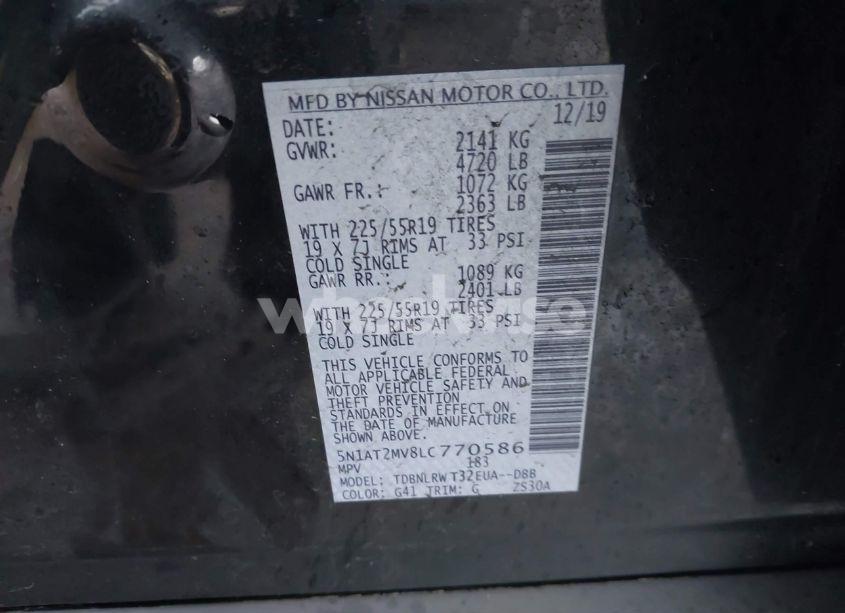 MFD BY NISSAN MOTOR CO., LTD.
DATE: 12/19
GVWR: 2141 KG
4720 LB
GAWR FR.: 1072 KG
2363 LB
WITH 225/55R19 TIRES
19 X 7J RIMS AT 33 PSI
COLD SINGLE
GAWR RR.: 1089 KG
2401 LB
WITH 225/55R19 TIRES
19 X 7J RIMS AT 33 PSI
COLD SINGLE
THIS VEHICLE CONFORMS TO
ALL APPLICABLE FEDERAL
MOTOR VEHICLE SAFETY AND
THEFT PREVENTION
STANDARDS IN EFFECT ON
THE DATE OF MANUFACTURE
SHOWN ABOVE.
5N1AT2MV8LC770586
MPV 183
MODEL: TDBNLRW T32EUA--DBB
COLOR: G41 TRIM: G ZS30A